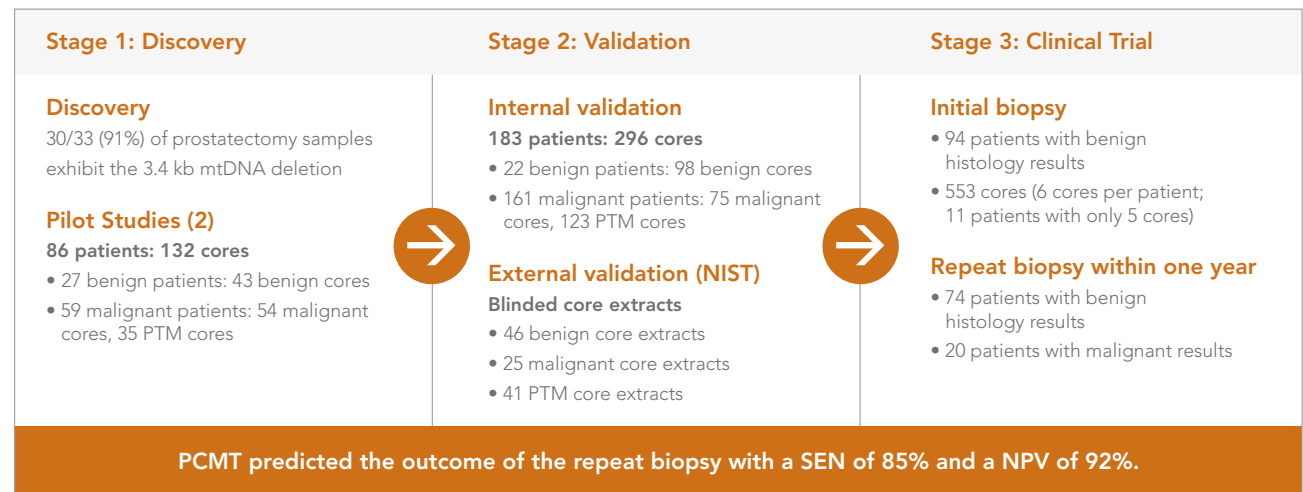 Stage 1: Discovery
Discovery
30/33 (91%) of prostatectomy samples
exhibit the 3.4 kb mtDNA deletion
Pilot Studies (2)
86 patients: 132 cores
• 27 benign patients: 43 benign cores
• 59 malignant patients: 54 malignant
cores, 35 PTM cores
Stage 2: Validation
Internal validation
183 patients: 296 cores
• 22 benign patients: 98 benign cores
• 161 malignant patients: 75 malignant
cores, 123 PTM cores
External validation (NIST)
Blinded core extracts
• 46 benign core extracts
• 25 malignant core extracts
• 41 PTM core extracts
Stage 3: Clinical Trial
Initial biopsy
• 94 patients with benign
histology results
• 553 cores (6 cores per patient;
11 patients with only 5 cores)
Repeat biopsy within one year
• 74 patients with benign
histology results
• 20 patients with malignant results
PCMT predicted the outcome of the repeat biopsy with a SEN of 85% and a NPV of 92%.